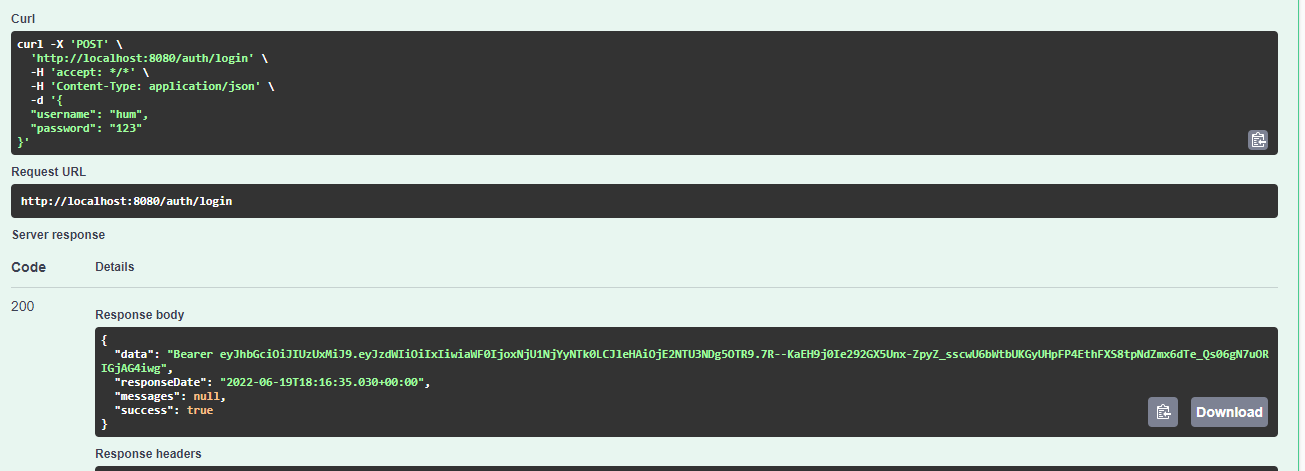 Curl
curl -X 'POST' \
'http://localhost:8080/auth/login' \
-H 'accept: */*' \
-H 'Content-Type: application/json' \
-d '{
"username": "hum",
"password": "123"
}'
Request URL
http://localhost:8080/auth/login
Server response
Code Details
200
Response body
{
"data": "Bearer eyJhbGciOiJIUzUxMiJ9.eyJzdWIiOiIxIiwiaWF0IjoxNjU1NjYyNTk0LCJleHAiOjE2NTU3NDg5OTR9.7R--KaEH9j0Ie292GX5Unx-ZpyZ_sscwU6bWtbUKGyUHpFP4EthFXS8tpNdZmx6dTe_Qs06gN7uOR
IGjAG4iwg",
"responseDate": "2022-06-19T18:16:35.030+00:00",
"messages": null,
"success": true
}
Download
Response headers